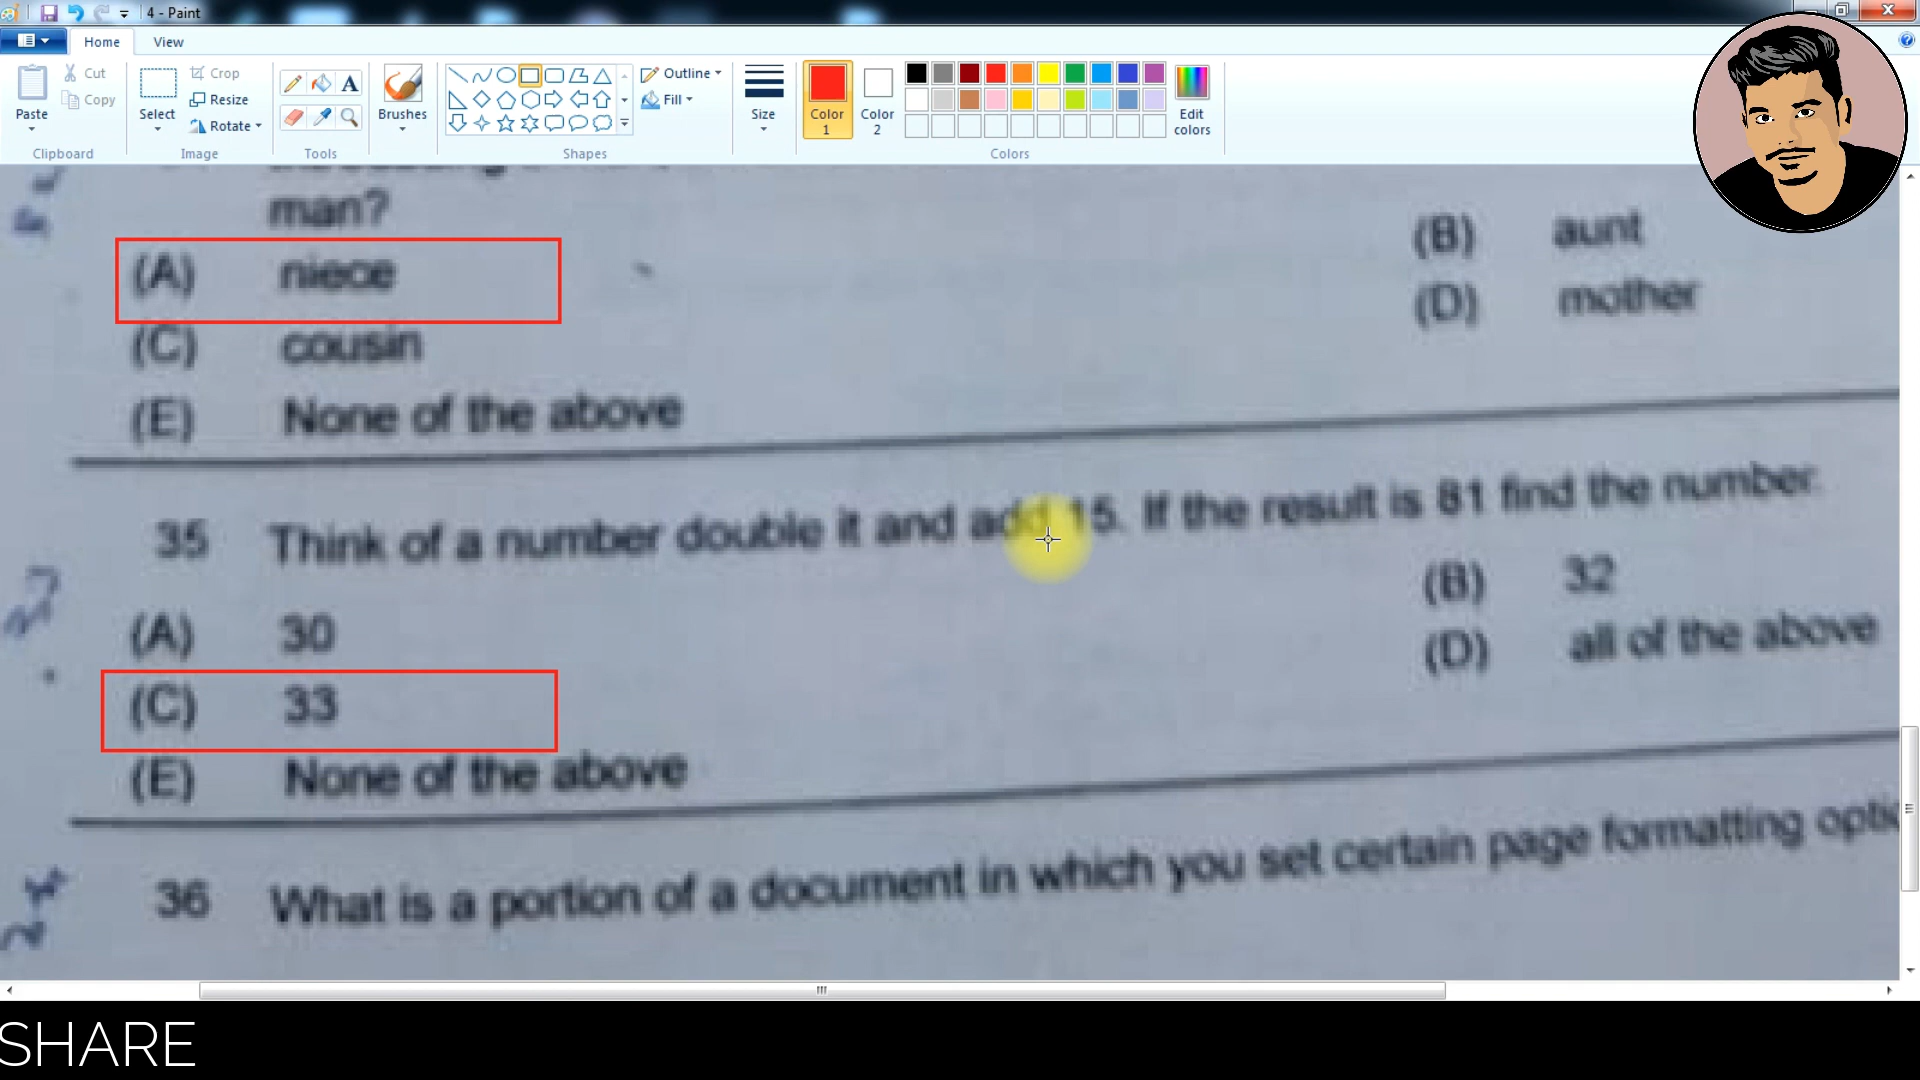 4 - Paint
Home View
Cut
Copy
Paste
Clipboard
Select
Crop
Resize
Rotate
Image
Tools
Brushes
Shapes
Outline
Fill
Size
Color 1
Color 2
Edit colors
Colors
man?
(A) niece
(B) aunt
(C) cousin
(D) mother
(E) None of the above
35 Think of a number double it and add 15. If the result is 81 find the number.
(A) 30
(B) 32
(C) 33
(D) all of the above
(E) None of the above
36 What is a portion of a document in which you set certain page formatting
SHARE